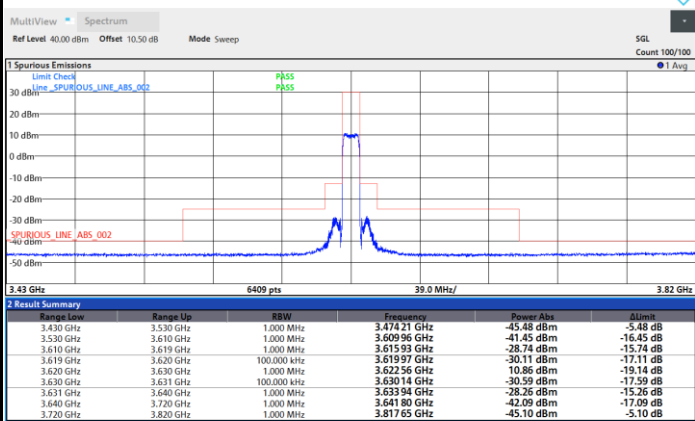 MultiView Spectrum
Ref Level 40.00 dBm Offset 10.50 dB Mode Sweep SGL
Count 100/100
1 Spurious Emissions 1 Avg
Limit Check PASS
Line _SPURIOUS_LINE_ABS_002 PASS
30 dBm
20 dBm
10 dBm
0 dBm
-10 dBm
-20 dBm
-30 dBm
_SPURIOUS_LINE_ABS_002
-40 dBm
-50 dBm
3.43 GHz 6409 pts 39.0 MHz/ 3.82 GHz
2 Result Summary
Range Low Range Up RBW Frequency Power Abs ΔLimit
3.430 GHz 3.530 GHz 1.000 MHz 3.47421 GHz -45.48 dBm -5.48 dB
3.530 GHz 3.610 GHz 1.000 MHz 3.60996 GHz -41.45 dBm -16.45 dB
3.610 GHz 3.619 GHz 1.000 MHz 3.61593 GHz -28.74 dBm -15.74 dB
3.619 GHz 3.620 GHz 100.000 kHz 3.61997 GHz -30.11 dBm -17.11 dB
3.620 GHz 3.630 GHz 1.000 MHz 3.62256 GHz 10.86 dBm -19.14 dB
3.630 GHz 3.631 GHz 100.000 kHz 3.63014 GHz -30.59 dBm -17.59 dB
3.631 GHz 3.640 GHz 1.000 MHz 3.63394 GHz -28.26 dBm -15.26 dB
3.640 GHz 3.720 GHz 1.000 MHz 3.64180 GHz -42.09 dBm -17.09 dB
3.720 GHz 3.820 GHz 1.000 MHz 3.81765 GHz -45.10 dBm -5.10 dB